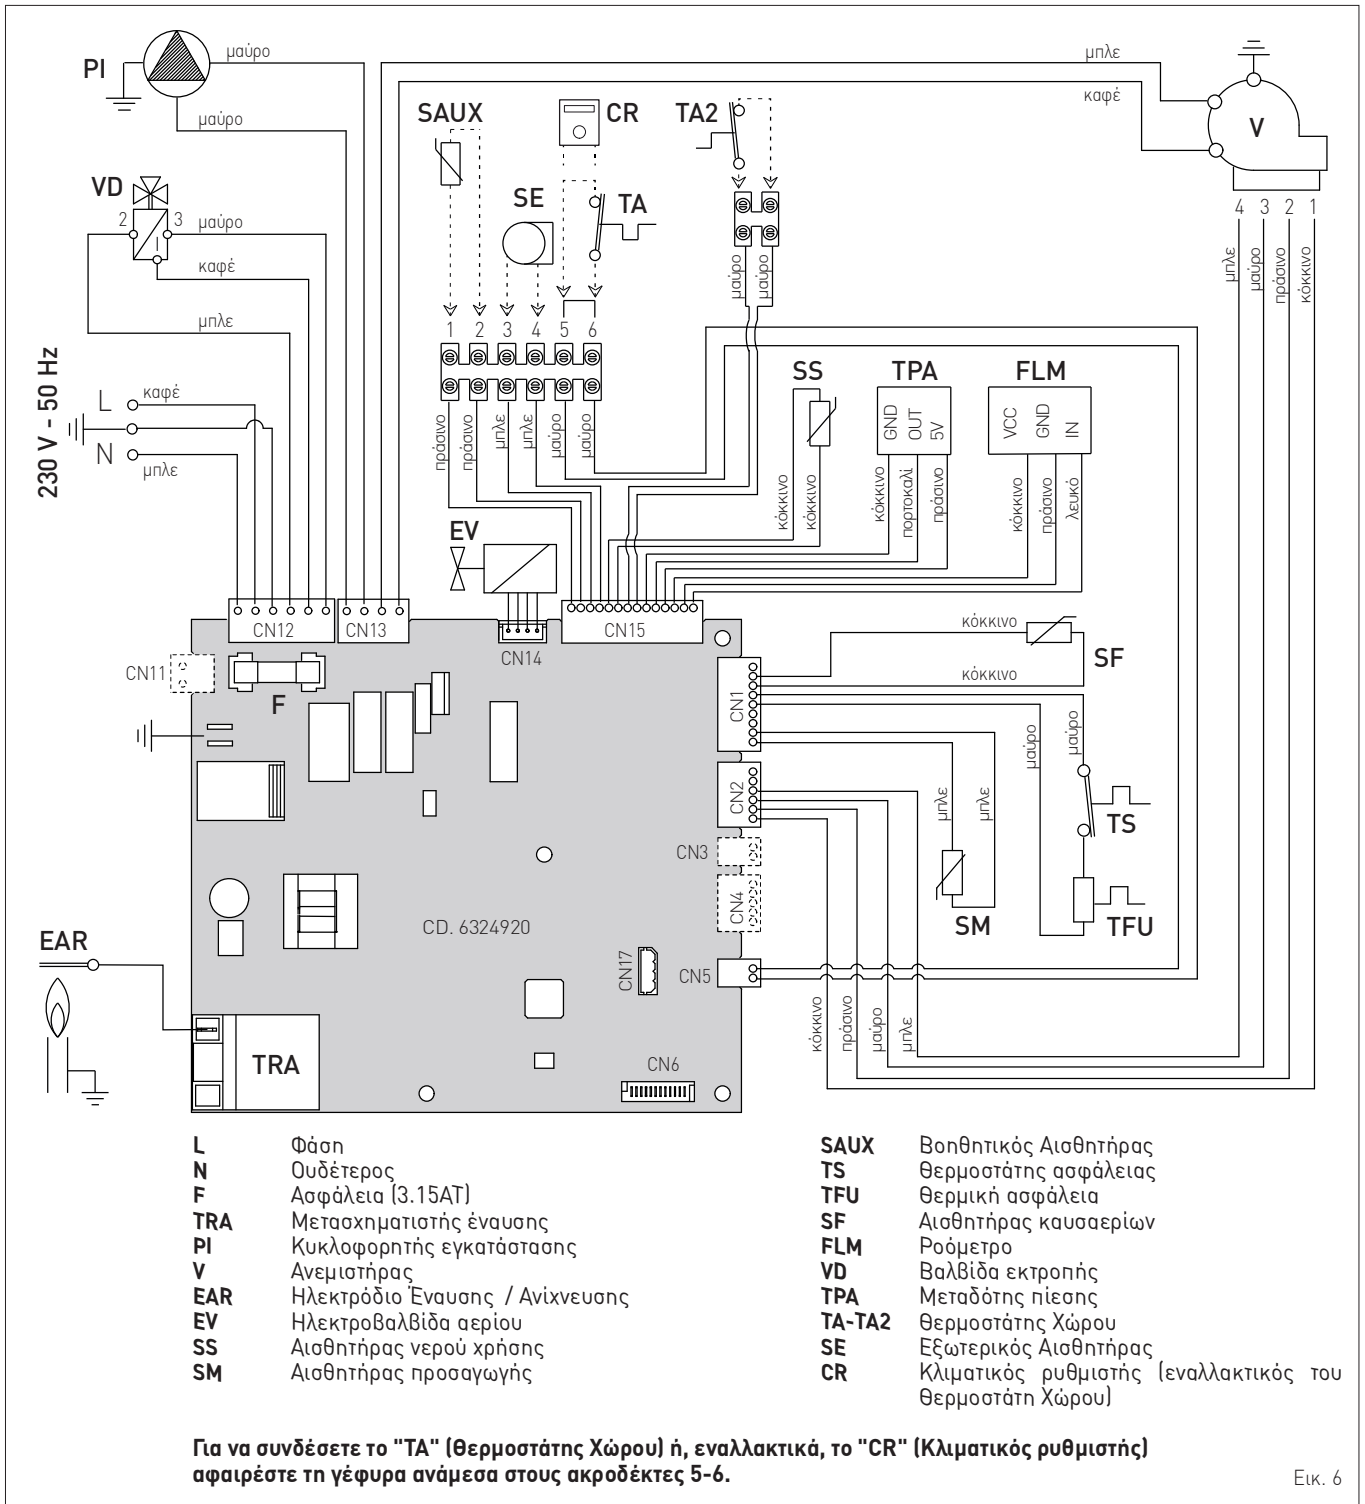 PI
μαύρο
μαύρο
μπλε
καφέ
V
4 3 2 1
μπλε
μαύρο
πράσινο
κόκκινο
SAUX
CR
TA2
SE
TA
μαύρο
μαύρο
VD
2
3
μαύρο
καφέ
μπλε
230 V - 50 Hz
L
καφέ
N
μπλε
1 2 3 4 5 6
πράσινο
πράσινο
μπλε
μπλε
μαύρο
μαύρο
SS
κόκκινο
κόκκινο
TPA
GND
OUT
5V
κόκκινο
πορτοκαλί
πράσινο
FLM
VCC
GND
IN
κόκκινο
πράσινο
λευκό
EV
CN12
CN13
CN14
CN15
CN11
F
κόκκινο
SF
κόκκινο
CN1
μαύρο
μαύρο
CN2
μπλε
μπλε
TS
CN3
CN4
SM
TFU
CD. 6324920
EAR
CN17
CN5
κόκκινο
πράσινο
μαύρο
μπλε
TRA
CN6
L Φάση
N Ουδέτερος
F Ασφάλεια (3.15AT)
TRA Μετασχηματιστής έναυσης
PI Κυκλοφορητής εγκατάστασης
V Ανεμιστήρας
EAR Ηλεκτρόδιο Έναυσης / Ανίχνευσης
EV Ηλεκτροβαλβίδα αερίου
SS Αισθητήρας νερού χρήσης
SM Αισθητήρας προσαγωγής
SAUX Βοηθητικός Αισθητήρας
TS Θερμοστάτης ασφάλειας
TFU Θερμική ασφάλεια
SF Αισθητήρας καυσαερίων
FLM Ροόμετρο
VD Βαλβίδα εκτροπής
TPA Μεταδότης πίεσης
TA-TA2 Θερμοστάτης Χώρου
SE Εξωτερικός Αισθητήρας
CR Κλιματικός ρυθμιστής (εναλλακτικός του
Θερμοστάτη Χώρου)
Για να συνδέσετε το "TA" (Θερμοστάτης Χώρου) ή, εναλλακτικά, το "CR" (Κλιματικός ρυθμιστής)
αφαιρέστε τη γέφυρα ανάμεσα στους ακροδέκτες 5-6.
Εικ. 6